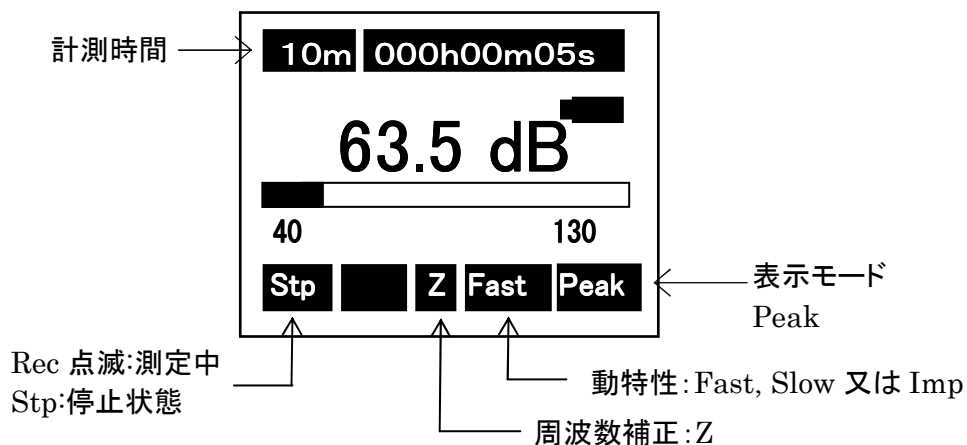 計測時間
10m 000h00m05s
63.5 dB
40 130
Stp Z Fast Peak
表示モード
Peak
Rec 点滅:測定中
Stp:停止状態
動特性:Fast, Slow 又は Imp
周波数補正:Z